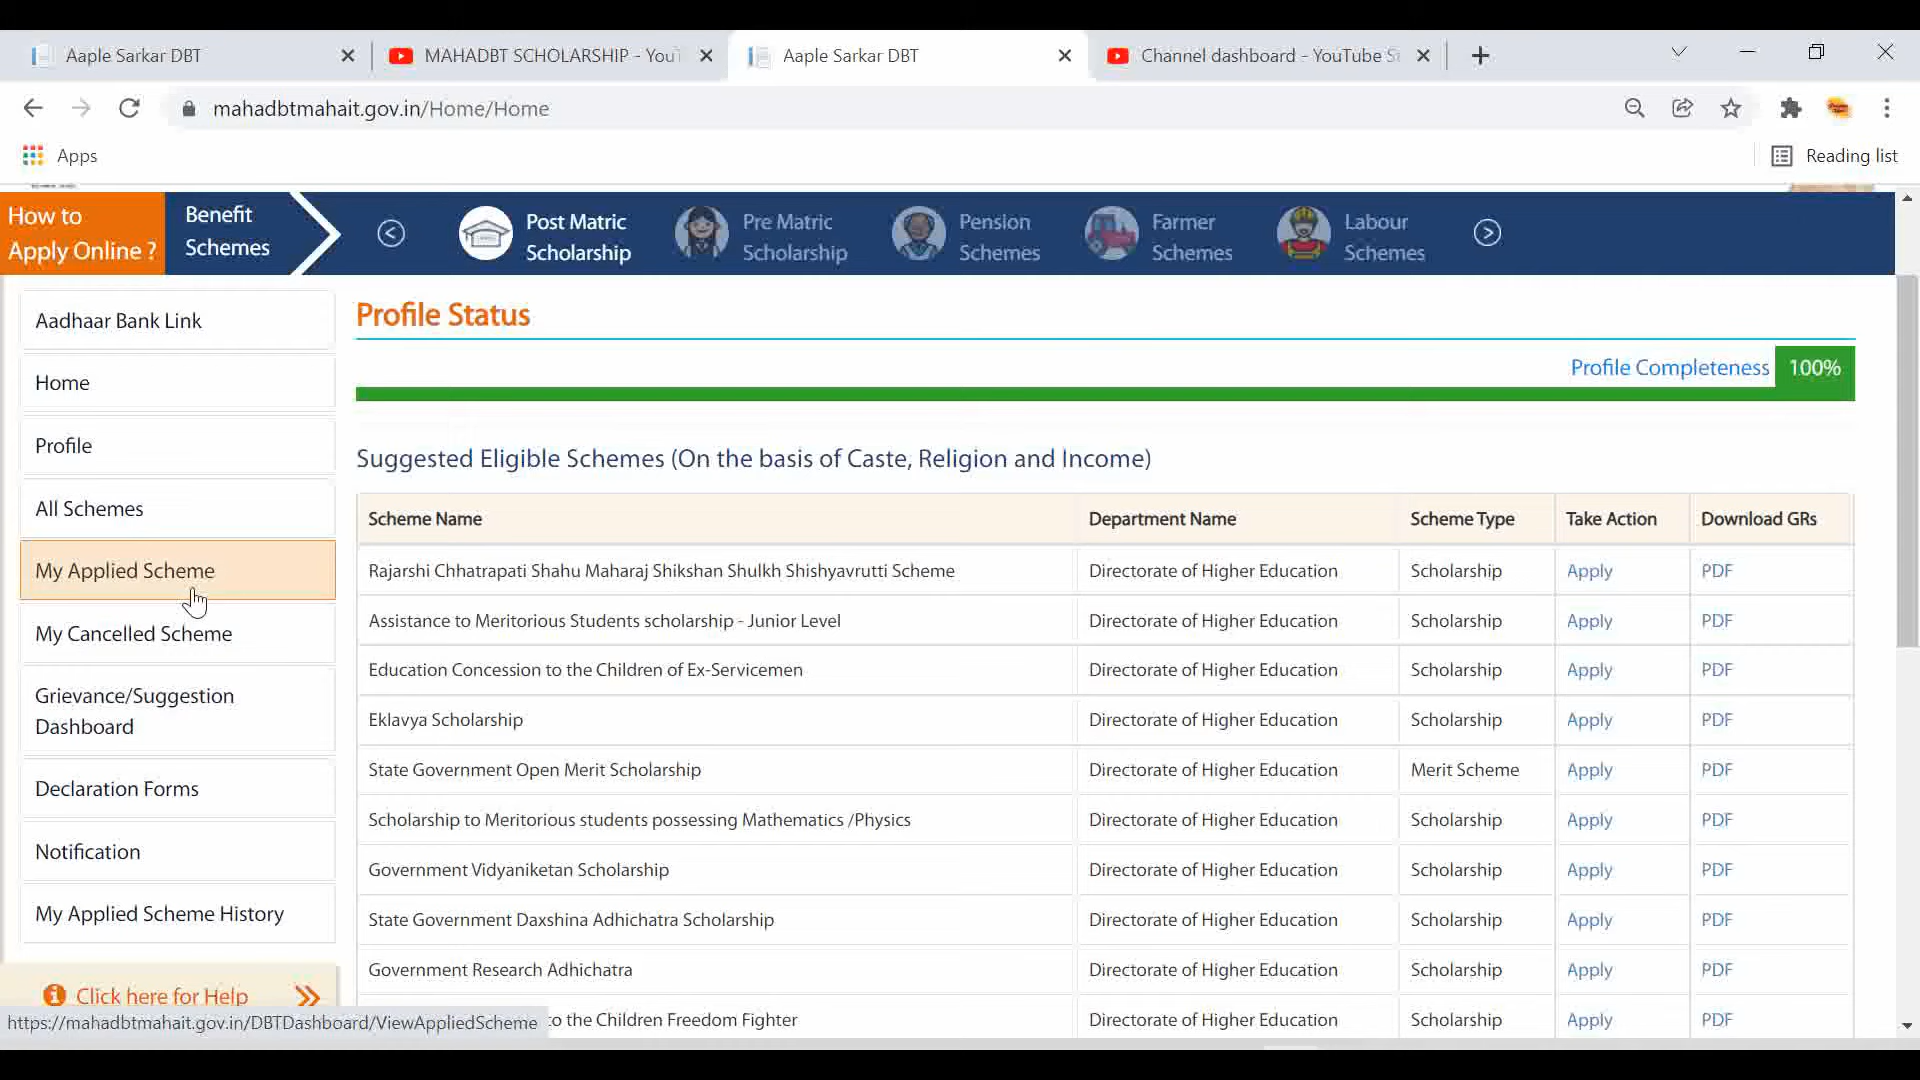 Aaple Sarkar DBT
MAHADBT SCHOLARSHIP - You
Aaple Sarkar DBT
Channel dashboard - YouTube S
mahadbtmahait.gov.in/Home/Home
Apps
Reading list
How to
Apply Online ?
Benefit
Schemes
Post Matric
Scholarship
Pre Matric
Scholarship
Pension
Schemes
Farmer
Schemes
Labour
Schemes
Aadhaar Bank Link
Home
Profile
All Schemes
My Applied Scheme
My Cancelled Scheme
Grievance/Suggestion
Dashboard
Declaration Forms
Notification
My Applied Scheme History
Click here for Help
https://mahadbtmahait.gov.in/DBTDashboard/ViewAppliedScheme
Profile Status
Profile Completeness 100%
Suggested Eligible Schemes (On the basis of Caste, Religion and Income)
Scheme Name Department Name Scheme Type Take Action Download GRs
Rajarshi Chhatrapati Shahu Maharaj Shikshan Shulkh Shishyavrutti Scheme Directorate of Higher Education Scholarship Apply PDF
Assistance to Meritorious Students scholarship - Junior Level Directorate of Higher Education Scholarship Apply PDF
Education Concession to the Children of Ex-Servicemen Directorate of Higher Education Scholarship Apply PDF
Eklavya Scholarship Directorate of Higher Education Scholarship Apply PDF
State Government Open Merit Scholarship Directorate of Higher Education Merit Scheme Apply PDF
Scholarship to Meritorious students possessing Mathematics /Physics Directorate of Higher Education Scholarship Apply PDF
Government Vidyaniketan Scholarship Directorate of Higher Education Scholarship Apply PDF
State Government Daxshina Adhichatra Scholarship Directorate of Higher Education Scholarship Apply PDF
Government Research Adhichatra Directorate of Higher Education Scholarship Apply PDF
to the Children Freedom Fighter Directorate of Higher Education Scholarship Apply PDF